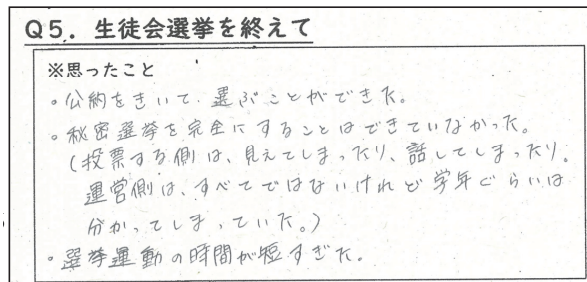 Q5．生徒会選挙を終えて
※思ったこと
・公約をきいて、選ぶことができた。
・秘密選挙を完全にすることはできていなかった。
(投票する側は、見えてしまったり、話してしまったり。
運営側は、すべてではないけれど学年ぐらいは
分かってしまっていた。)
・選挙運動の時間が短すぎた。